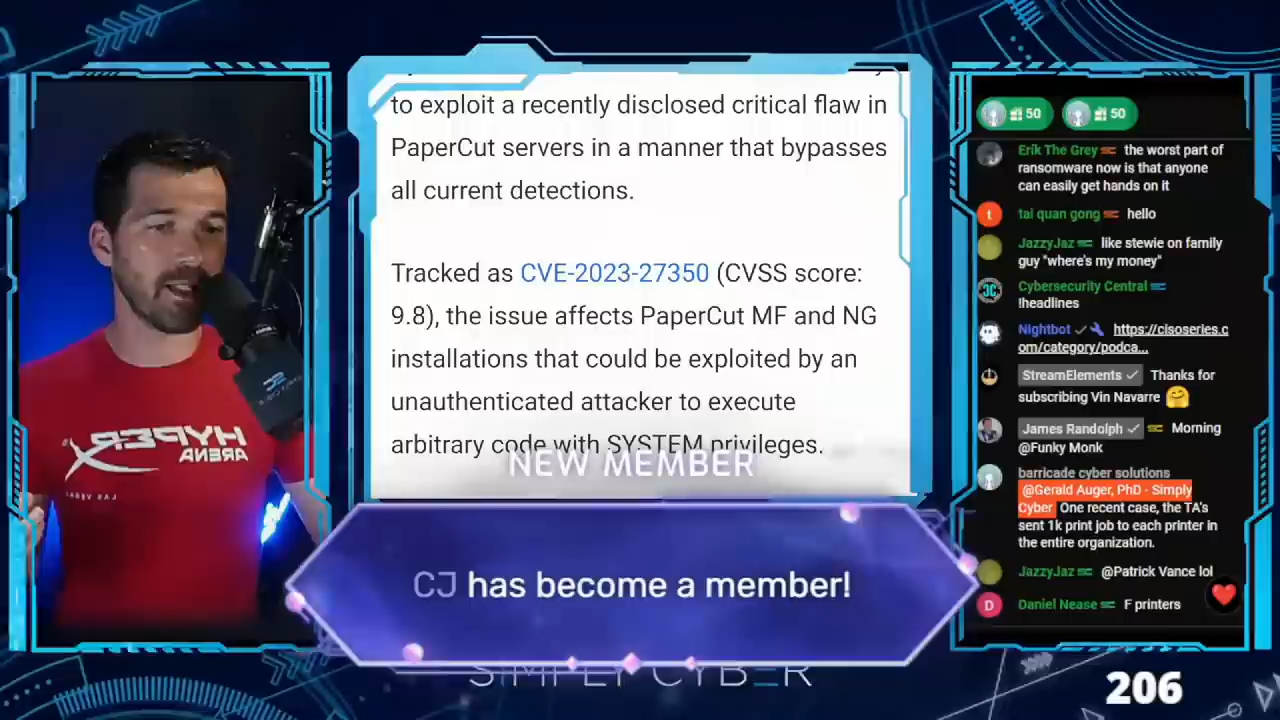 to exploit a recently disclosed critical flaw in
PaperCut servers in a manner that bypasses
all current detections.
Tracked as CVE-2023-27350 (CVSS score:
9.8), the issue affects PaperCut MF and NG
installations that could be exploited by an
unauthenticated attacker to execute
arbitrary code with SYSTEM privileges.
NEW MEMBER
CJ has become a member!
SIMPLY CYBER
HYPER X
ARENA
LAS VEGAS
50
50
Erik The Grey the worst part of
ransomware now is that anyone
can easily get hands on it
t
tai quan gong hello
JazzyJaz like stewie on family
guy "where's my money"
Cybersecurity Central
!headlines
Nightbot https://cisoseries.c
om/category/podca...
StreamElements Thanks for
subscribing Vin Navarre
James Randolph Morning
@Funky Monk
barricade cyber solutions
@Gerald Auger, PhD - Simply
Cyber One recent case, the TA's
sent 1k print job to each printer in
the entire organization.
JazzyJaz @Patrick Vance lol
D
Daniel Nease F printers
206